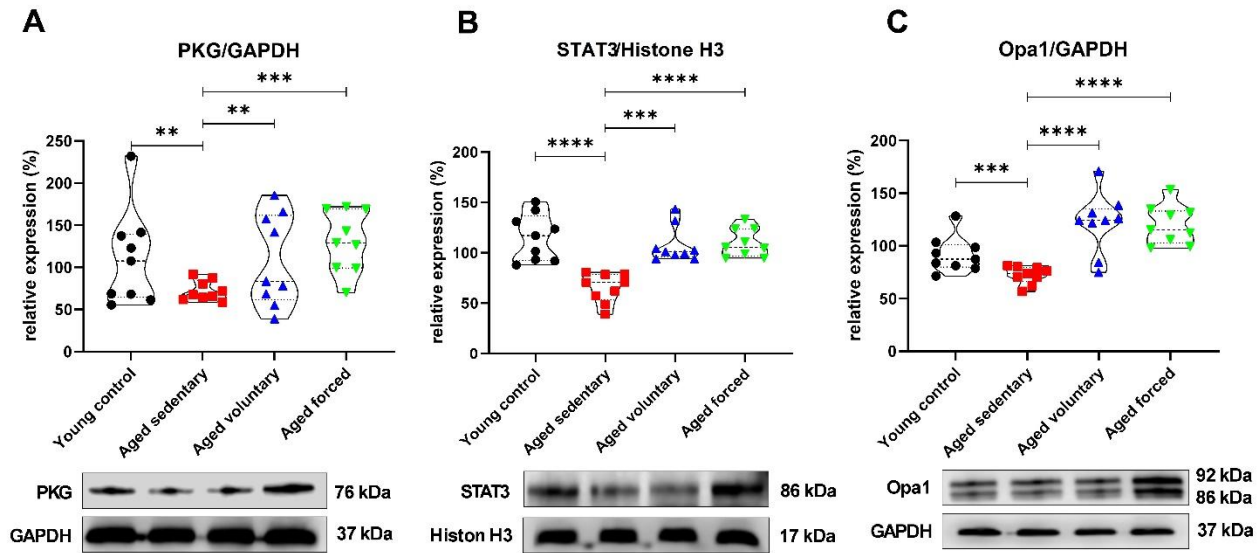 A
PKG/GAPDH
***
**
**
relative expression (%)
250
200
150
100
50
0
Young control
Aged sedentary
Aged voluntary
Aged forced
PKG
76 kDa
GAPDH
37 kDa
B
STAT3/Histone H3
****
***
****
relative expression (%)
200
150
100
50
0
Young control
Aged sedentary
Aged voluntary
Aged forced
STAT3
86 kDa
Histon H3
17 kDa
C
Opa1/GAPDH
****
****
***
relative expression (%)
200
150
100
50
0
Young control
Aged sedentary
Aged voluntary
Aged forced
Opa1
92 kDa
86 kDa
GAPDH
37 kDa